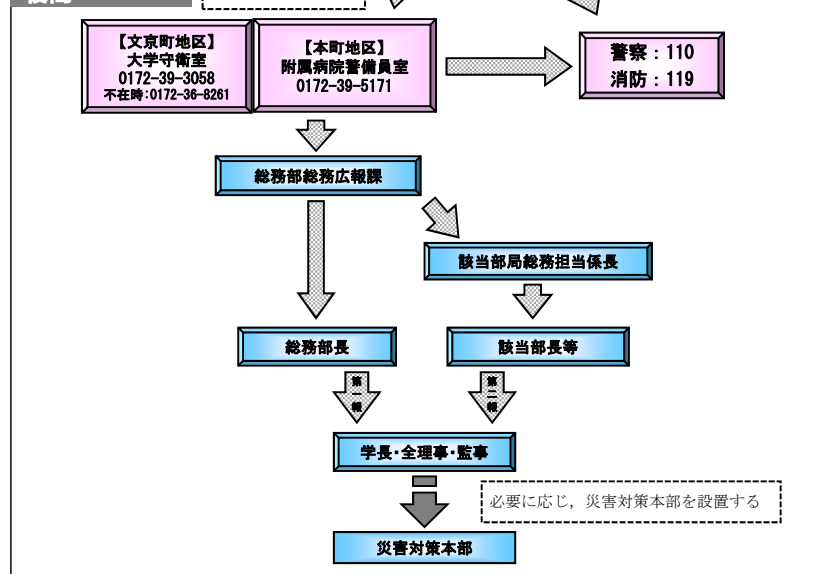 【文京町地区】
大学守衛室
0172-39-3058
不在時:0172-36-8261
【本町地区】
附属病院警備員室
0172-39-5171
警察：110
消防：119
総務部総務広報課
該当部局総務担当係長
総務部長
該当部長等
第一報
第二報
学長・全理事・監事
必要に応じ，災害対策本部を設置する
災害対策本部